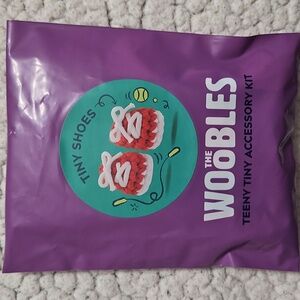 TINY SHOES
THE
WOOBLES
TEENY TINY ACCESSORY KIT